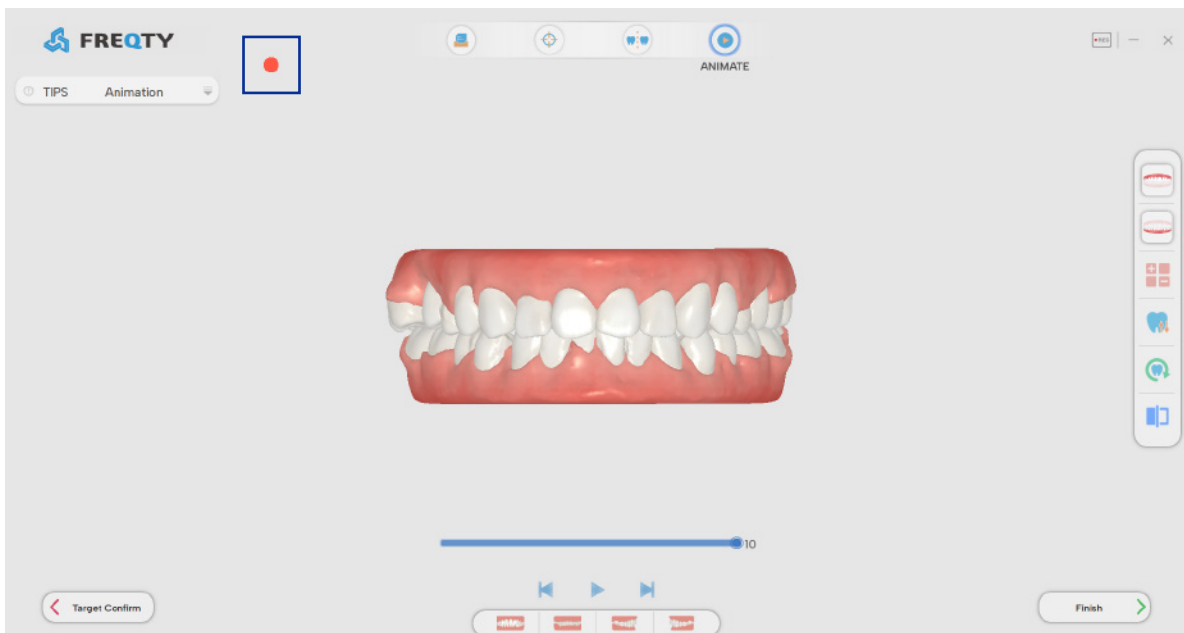 FREQTY
ANIMATE
TIPS Animation
10
Target Confirm
Finish